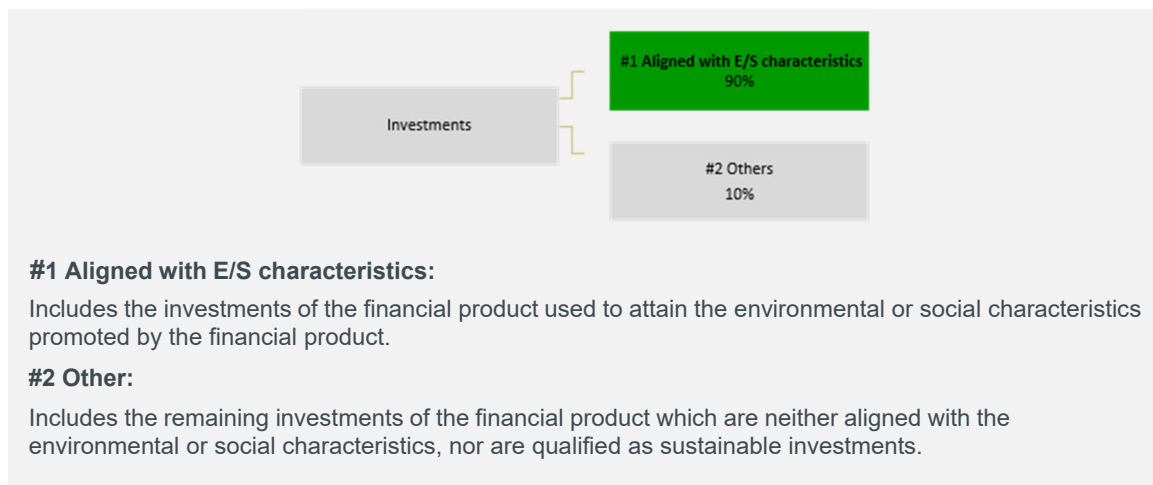 #1 Aligned with E/S characteristics
90%
Investments
#2 Others
10%
#1 Aligned with E/S characteristics:
Includes the investments of the financial product used to attain the environmental or social characteristics
promoted by the financial product.
#2 Other:
Includes the remaining investments of the financial product which are neither aligned with the
environmental or social characteristics, nor are qualified as sustainable investments.